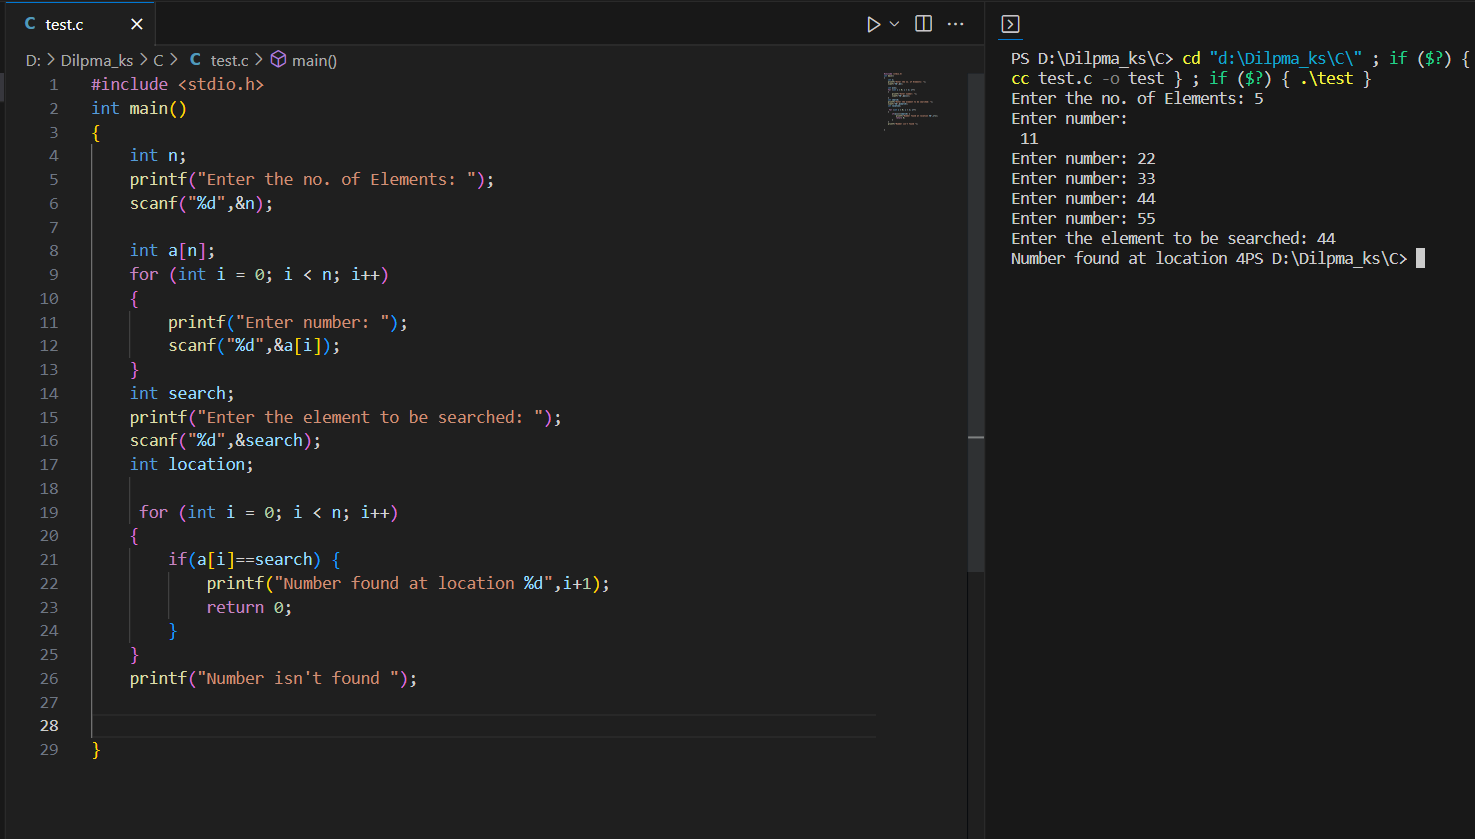 C test.c ×
D: > Dilpma_ks > C > C test.c > main()
1 #include <stdio.h>
2 int main()
3 {
4 int n;
5 printf("Enter the no. of Elements: ");
6 scanf("%d",&n);
7
8 int a[n];
9 for (int i = 0; i < n; i++)
10 {
11 printf("Enter number: ");
12 scanf("%d",&a[i]);
13 }
14 int search;
15 printf("Enter the element to be searched: ");
16 scanf("%d",&search);
17 int location;
18
19 for (int i = 0; i < n; i++)
20 {
21 if(a[i]==search) {
22 printf("Number found at location %d",i+1);
23 return 0;
24 }
25 }
26 printf("Number isn't found ");
27
28
29 }
PS D:\Dilpma_ks\C> cd "d:\Dilpma_ks\C\" ; if ($?) {
cc test.c -o test } ; if ($?) { .\test }
Enter the no. of Elements: 5
Enter number:
11
Enter number: 22
Enter number: 33
Enter number: 44
Enter number: 55
Enter the element to be searched: 44
Number found at location 4PS D:\Dilpma_ks\C>